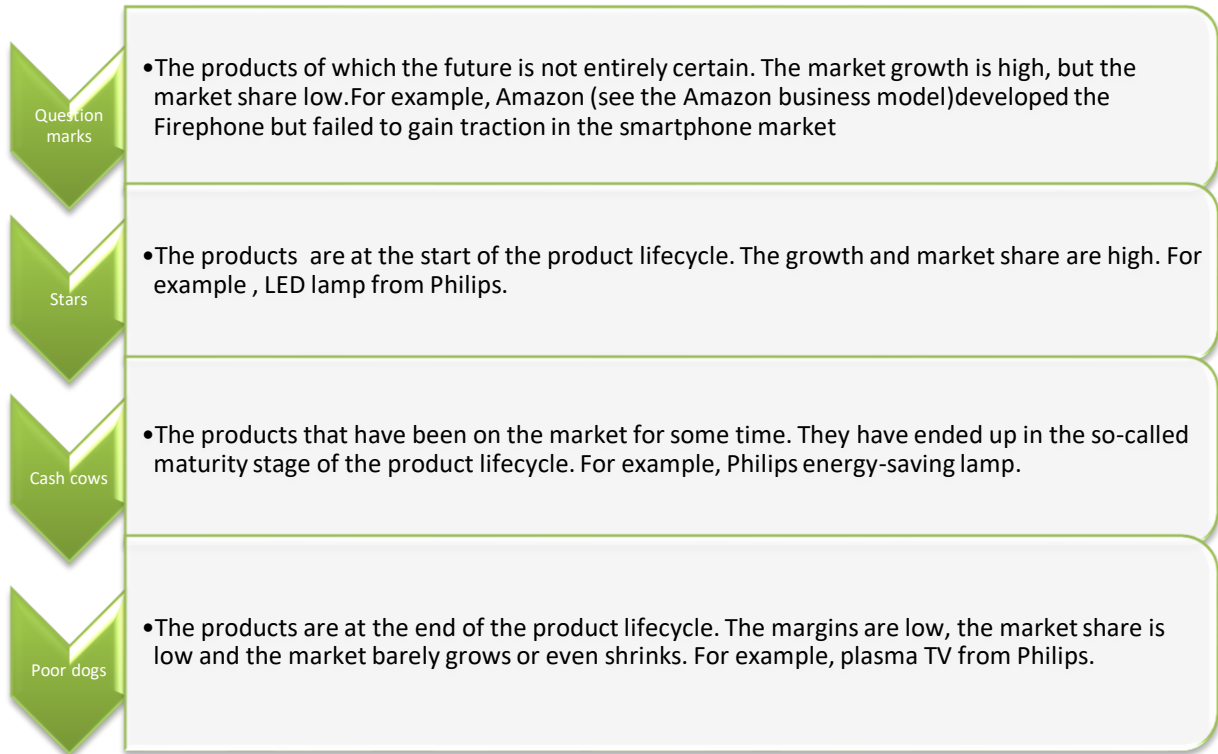 Question
marks
•The products of which the future is not entirely certain. The market growth is high, but the
market share low.For example, Amazon (see the Amazon business model)developed the
Firephone but failed to gain traction in the smartphone market
Stars
•The products  are at the start of the product lifecycle. The growth and market share are high. For
example , LED lamp from Philips.
Cash cows
•The products that have been on the market for some time. They have ended up in the so-called
maturity stage of the product lifecycle. For example, Philips energy-saving lamp.
Poor dogs
•The products are at the end of the product lifecycle. The margins are low, the market share is
low and the market barely grows or even shrinks. For example, plasma TV from Philips.